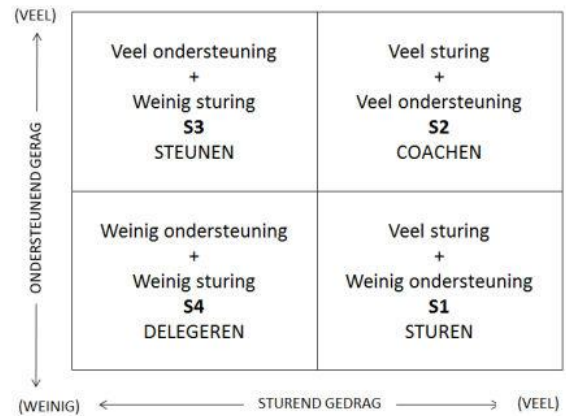 (VEEL)
ONDERSTEUNEND GERAG
Veel ondersteuning
+
Weinig sturing
S3
STEUNEN
Veel sturing
+
Veel ondersteuning
S2
COACHEN
Weinig ondersteuning
+
Weinig sturing
S4
DELEGEREN
Veel sturing
+
Weinig ondersteuning
S1
STUREN
(WEINIG)
STUREND GEDRAG
(VEEL)